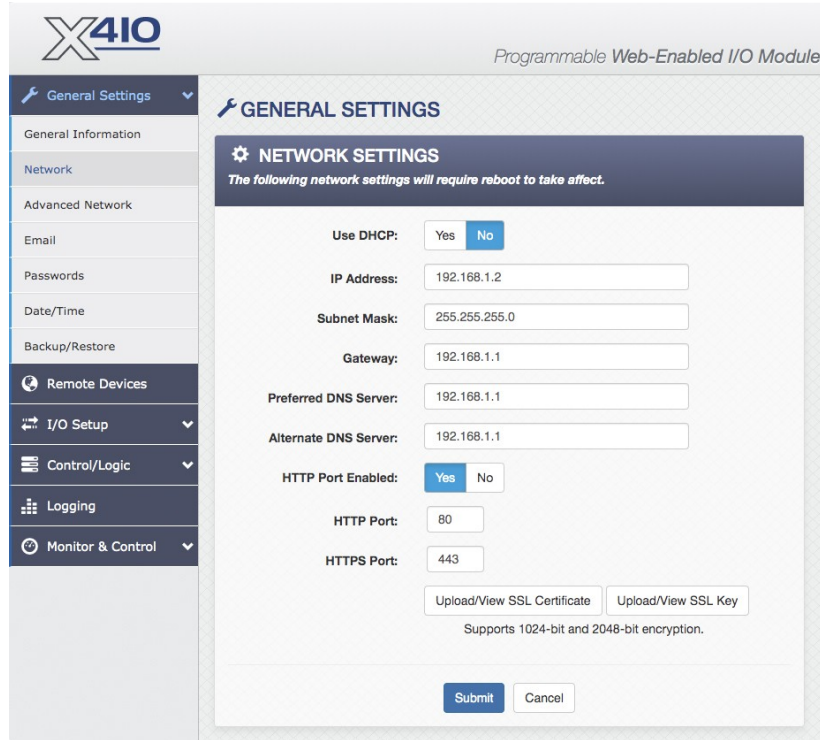 X410
Programmable Web-Enabled I/O Module
General Settings
General Information
Network
Advanced Network
Email
Passwords
Date/Time
Backup/Restore
Remote Devices
I/O Setup
Control/Logic
Logging
Monitor & Control
GENERAL SETTINGS
NETWORK SETTINGS
The following network settings will require reboot to take affect.
Use DHCP: Yes No
IP Address: 192.168.1.2
Subnet Mask: 255.255.255.0
Gateway: 192.168.1.1
Preferred DNS Server: 192.168.1.1
Alternate DNS Server: 192.168.1.1
HTTP Port Enabled: Yes No
HTTP Port: 80
HTTPS Port: 443
Upload/View SSL Certificate Upload/View SSL Key
Supports 1024-bit and 2048-bit encryption.
Submit Cancel